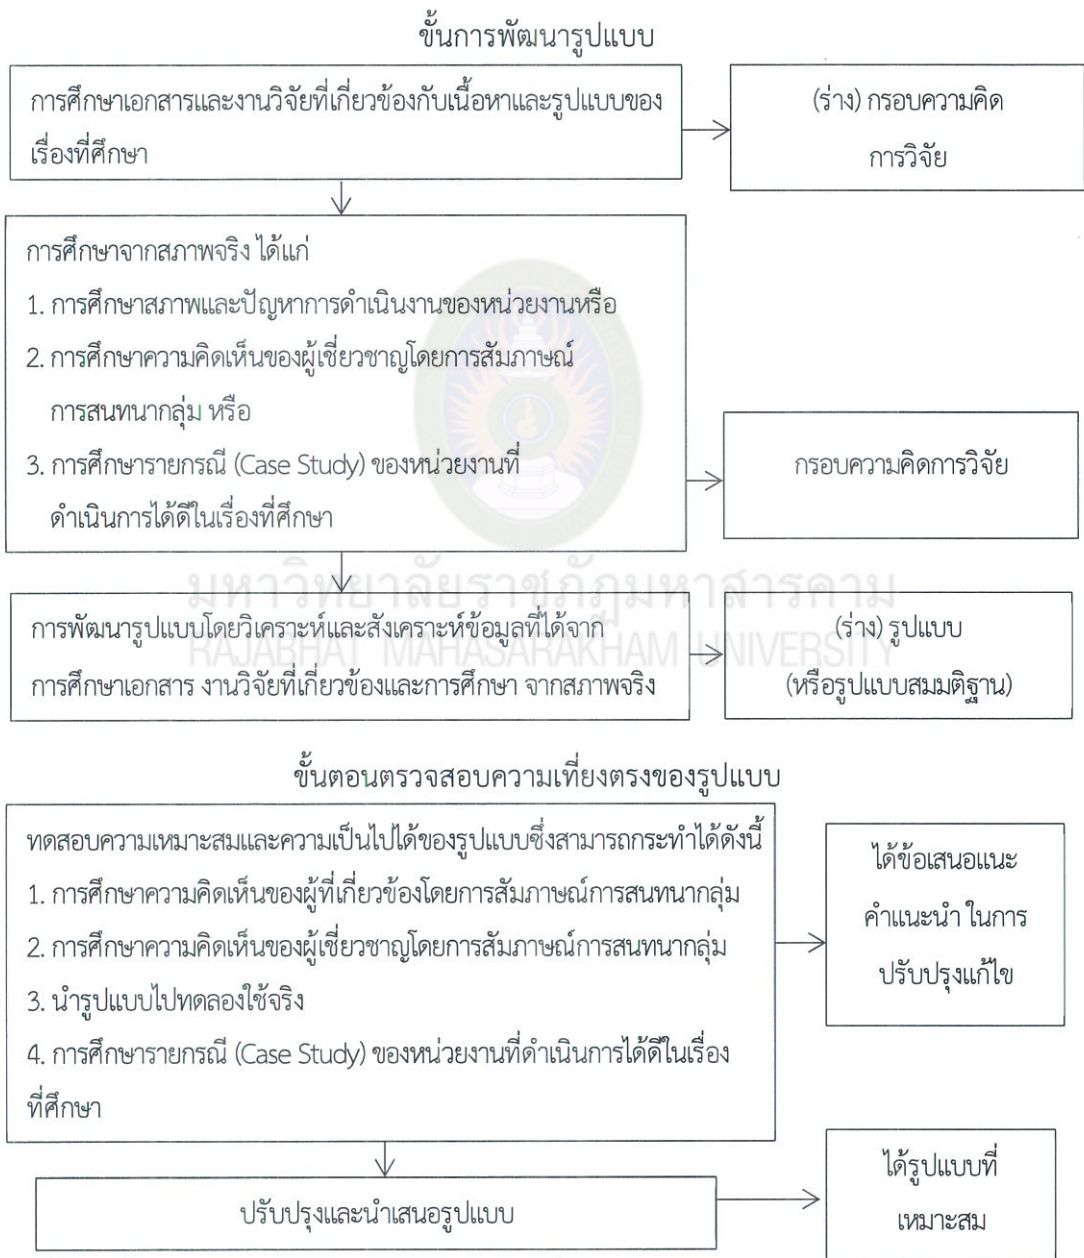 ขั้นการพัฒนารูปแบบ
การศึกษาเอกสารและงานวิจัยที่เกี่ยวข้องกับเนื้อหาและรูปแบบของ
เรื่องที่ศึกษา
(ร่าง) กรอบความคิด
การวิจัย
การศึกษาจากสภาพจริง ได้แก่
1. การศึกษาสภาพและปัญหาการดำเนินงานของหน่วยงานหรือ
2. การศึกษาความคิดเห็นของผู้เชี่ยวชาญโดยการสัมภาษณ์
การสนทนากลุ่ม หรือ
3. การศึกษารายกรณี (Case Study) ของหน่วยงานที่
ดำเนินการได้ดีในเรื่องที่ศึกษา
กรอบความคิดการวิจัย
มหาวิทยาลัยราชภัฏมหาสารคาม
RAJABHAT MAHASARAKHAM UNIVERSITY
การพัฒนารูปแบบโดยวิเคราะห์และสังเคราะห์ข้อมูลที่ได้จาก
การศึกษาเอกสาร งานวิจัยที่เกี่ยวข้องและการศึกษา จากสภาพจริง
(ร่าง) รูปแบบ
(หรือรูปแบบสมมติฐาน)
ขั้นตอนตรวจสอบความเที่ยงตรงของรูปแบบ
ทดสอบความเหมาะสมและความเป็นไปได้ของรูปแบบซึ่งสามารถกระทำได้ดังนี้
1. การศึกษาความคิดเห็นของผู้ที่เกี่ยวข้องโดยการสัมภาษณ์การสนทนากลุ่ม
2. การศึกษาความคิดเห็นของผู้เชี่ยวชาญโดยการสัมภาษณ์การสนทนากลุ่ม
3. นำรูปแบบไปทดลองใช้จริง
4. การศึกษารายกรณี (Case Study) ของหน่วยงานที่ดำเนินการได้ดีในเรื่อง
ที่ศึกษา
ได้ข้อเสนอแนะ
คำแนะนำ ในการ
ปรับปรุงแก้ไข
ปรับปรุงและนำเสนอรูปแบบ
ได้รูปแบบที่
เหมาะสม